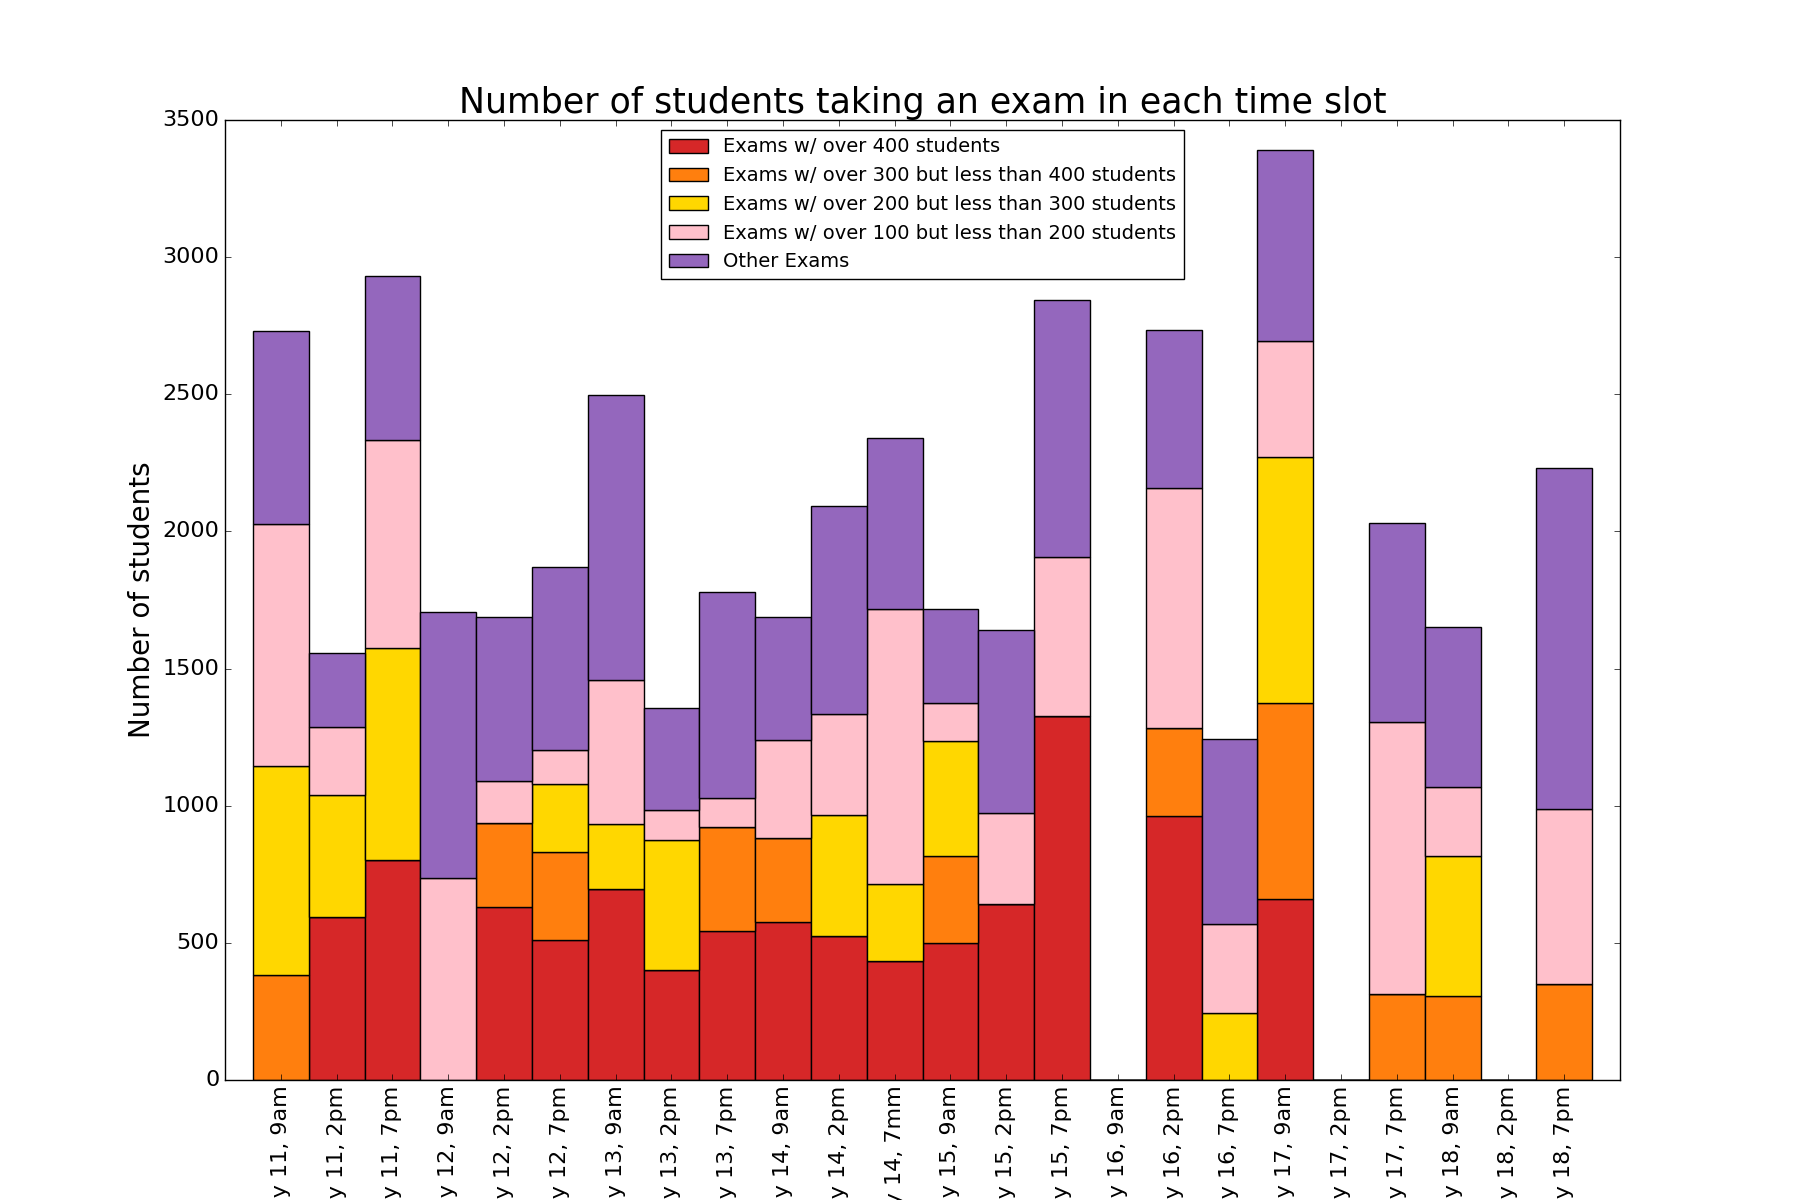 Number of students taking an exam in each time slot
Number of students
3500
3000
2500
2000
1500
1000
500
0
Exams w/ over 400 students
Exams w/ over 300 but less than 400 students
Exams w/ over 200 but less than 300 students
Exams w/ over 100 but less than 200 students
Other Exams
y 11, 9am
y 11, 2pm
y 11, 7pm
y 12, 9am
y 12, 2pm
y 12, 7pm
y 13, 9am
y 13, 2pm
y 13, 7pm
y 14, 9am
y 14, 2pm
y 14, 7mm
y 15, 9am
y 15, 2pm
y 15, 7pm
y 16, 9am
y 16, 2pm
y 16, 7pm
y 17, 9am
y 17, 2pm
y 17, 7pm
y 18, 9am
y 18, 2pm
y 18, 7pm